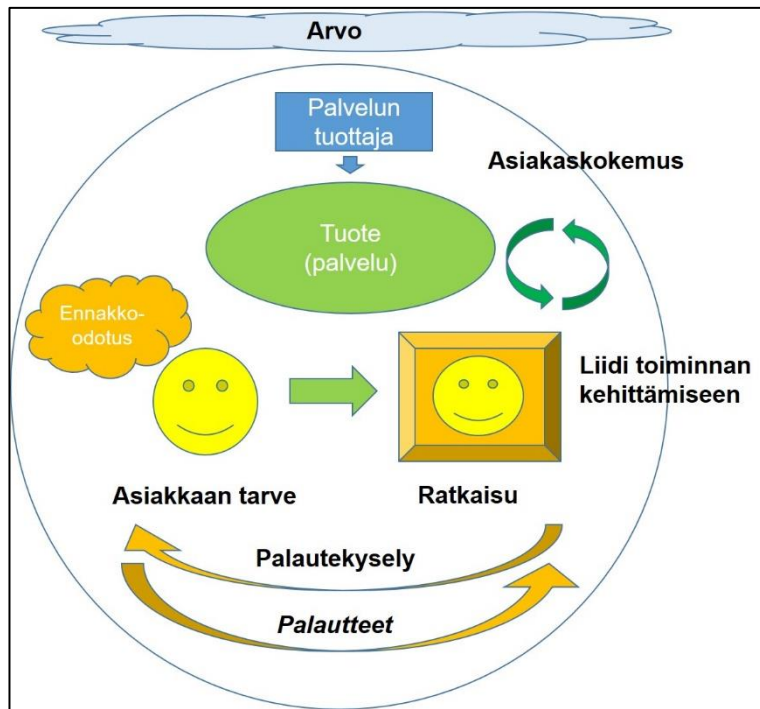 Arvo
Palvelun
tuottaja
Asiakaskokemus
Tuote
(palvelu)
Ennakko-
odotus
Liidi toiminnan
kehittämiseen
Asiakkaan tarve
Ratkaisu
Palautekysely
Palautteet